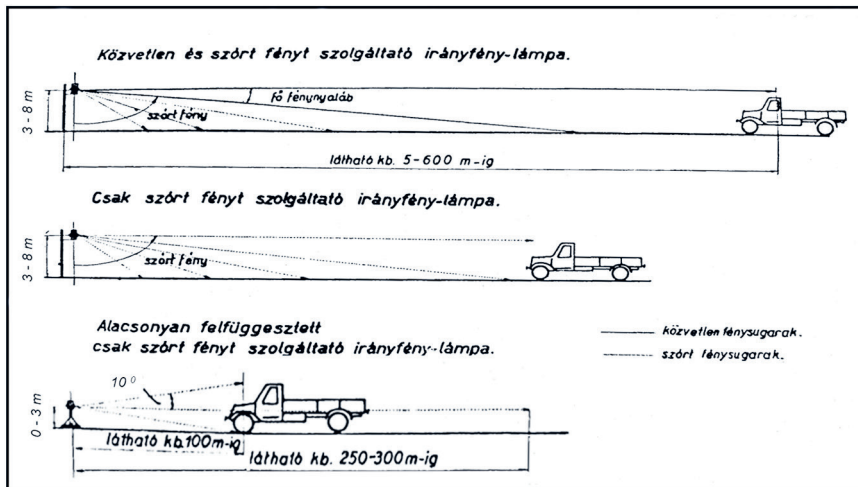 Közvetlen és szórt fényt szolgáltató irányfény-lámpa.
fő fénynyaláb
szórt fény
3-8 m
látható kb. 5-600 m-ig
Csak szórt fényt szolgáltató irányfény-lámpa.
3-8 m
szórt fény
Alacsonyan felfüggesztett
csak szórt fényt szolgáltató irányfény-lámpa.
közvetlen fénysugarak.
szórt fénysugarak.
10°
0-3 m
látható kb. 100 m-ig
látható kb. 250-300 m-ig